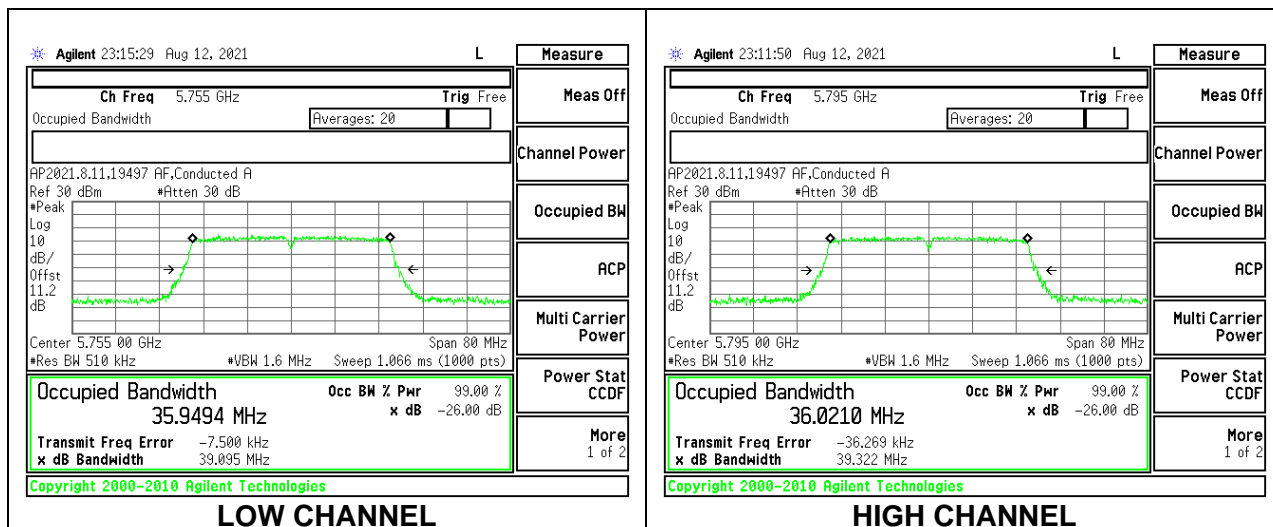 Agilent 23:15:29 Aug 12, 2021 L
Measure
Ch Freq 5.755 GHz Trig Free
Occupied Bandwidth Averages: 20
AP2021.8.11,19497 AF,Conducted A
Ref 30 dBm #Atten 30 dB
#Peak
Log
10
dB/
Offst
11.2
dB
Center 5.755 00 GHz Span 80 MHz
#Res BW 510 kHz #VBW 1.6 MHz Sweep 1.066 ms (1000 pts)
Occupied Bandwidth Occ BW % Pwr 99.00 %
35.9494 MHz x dB -26.00 dB
Transmit Freq Error -7.500 kHz
x dB Bandwidth 39.095 MHz
Copyright 2000-2010 Agilent Technologies
Meas Off
Channel Power
Occupied BW
ACP
Multi Carrier
Power
Power Stat
CCDF
More
1 of 2
LOW CHANNEL
Agilent 23:11:50 Aug 12, 2021 L
Measure
Ch Freq 5.795 GHz Trig Free
Occupied Bandwidth Averages: 20
AP2021.8.11,19497 AF,Conducted A
Ref 30 dBm #Atten 30 dB
#Peak
Log
10
dB/
Offst
11.2
dB
Center 5.795 00 GHz Span 80 MHz
#Res BW 510 kHz #VBW 1.6 MHz Sweep 1.066 ms (1000 pts)
Occupied Bandwidth Occ BW % Pwr 99.00 %
36.0210 MHz x dB -26.00 dB
Transmit Freq Error -36.269 kHz
x dB Bandwidth 39.322 MHz
Copyright 2000-2010 Agilent Technologies
Meas Off
Channel Power
Occupied BW
ACP
Multi Carrier
Power
Power Stat
CCDF
More
1 of 2
HIGH CHANNEL